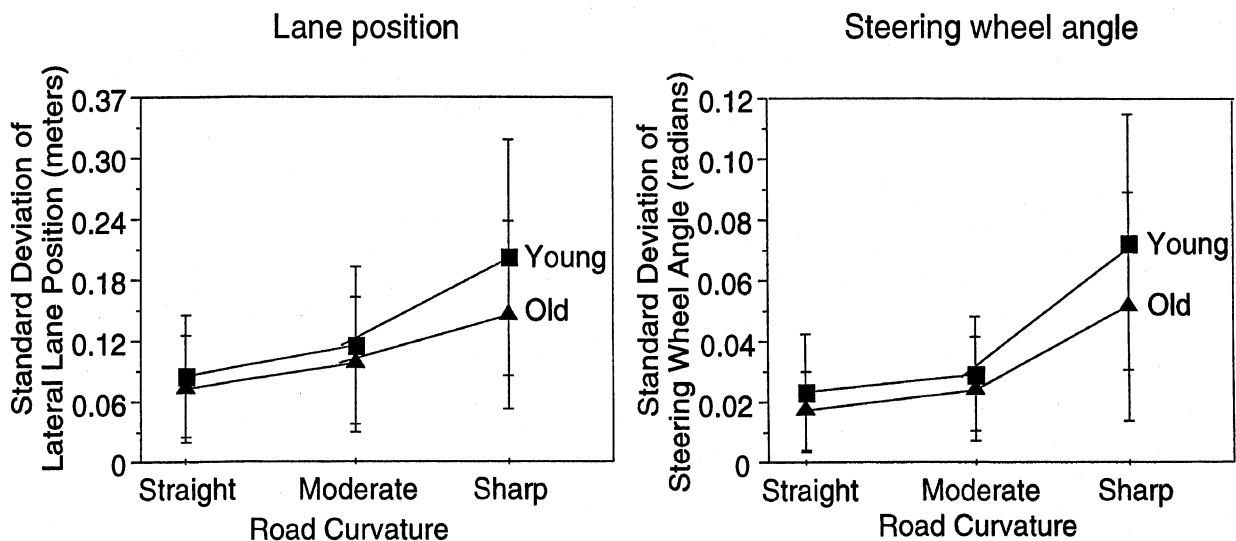 Lane position
Standard Deviation of
Lateral Lane Position (meters)
0.37
0.30
0.24
0.18
0.12
0.06
0
Young
Old
Straight Moderate Sharp
Road Curvature
Steering wheel angle
Standard Deviation of
Steering Wheel Angle (radians)
0.12
0.10
0.08
0.06
0.04
0.02
0
Young
Old
Straight Moderate Sharp
Road Curvature